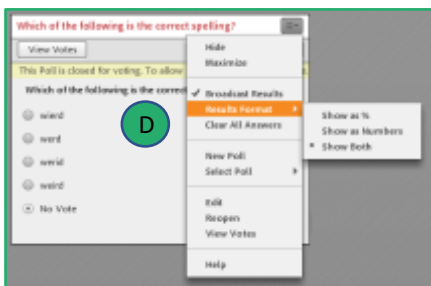 Which of the following is the correct spelling?
View Votes
This Poll is closed for voting. To allow
Which of the following is the correct
wierd
werd
werid
weird
No Vote
D
Hide
Maximize
Broadcast Results
Results Format
Clear All Answers
New Poll
Select Poll
Edit
Reopen
View Votes
Help
Show as %
Show as Numbers
Show Both